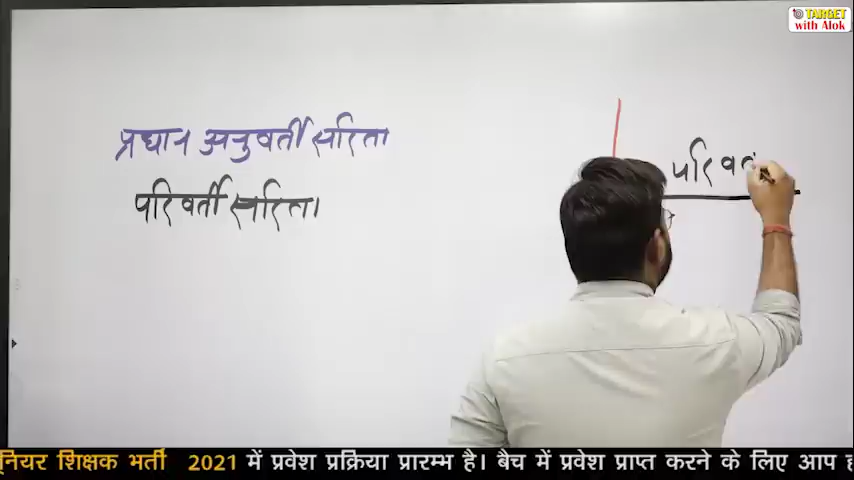 TARGET
with Alok
प्रधान अनुवर्ती सरिता
परिवर्ती सरिता।
परिवर्त
नियर शिक्षक भर्ती 2021 में प्रवेश प्रक्रिया प्रारम्भ है। बैच में प्रवेश प्राप्त करने के लिए आप